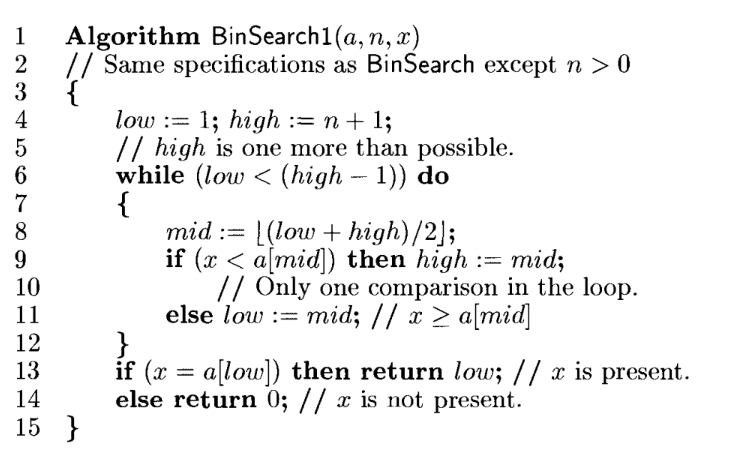 1 Algorithm BinSearch1(a, n, x)
2 // Same specifications as BinSearch except n > 0
3 {
4 low := 1; high := n + 1;
5 // high is one more than possible.
6 while (low < (high − 1)) do
7 {
8 mid := ⌊(low + high)/2⌋;
9 if (x < a[mid]) then high := mid;
10 // Only one comparison in the loop.
11 else low := mid; // x ≥ a[mid]
12 }
13 if (x = a[low]) then return low; // x is present.
14 else return 0; // x is not present.
15 }